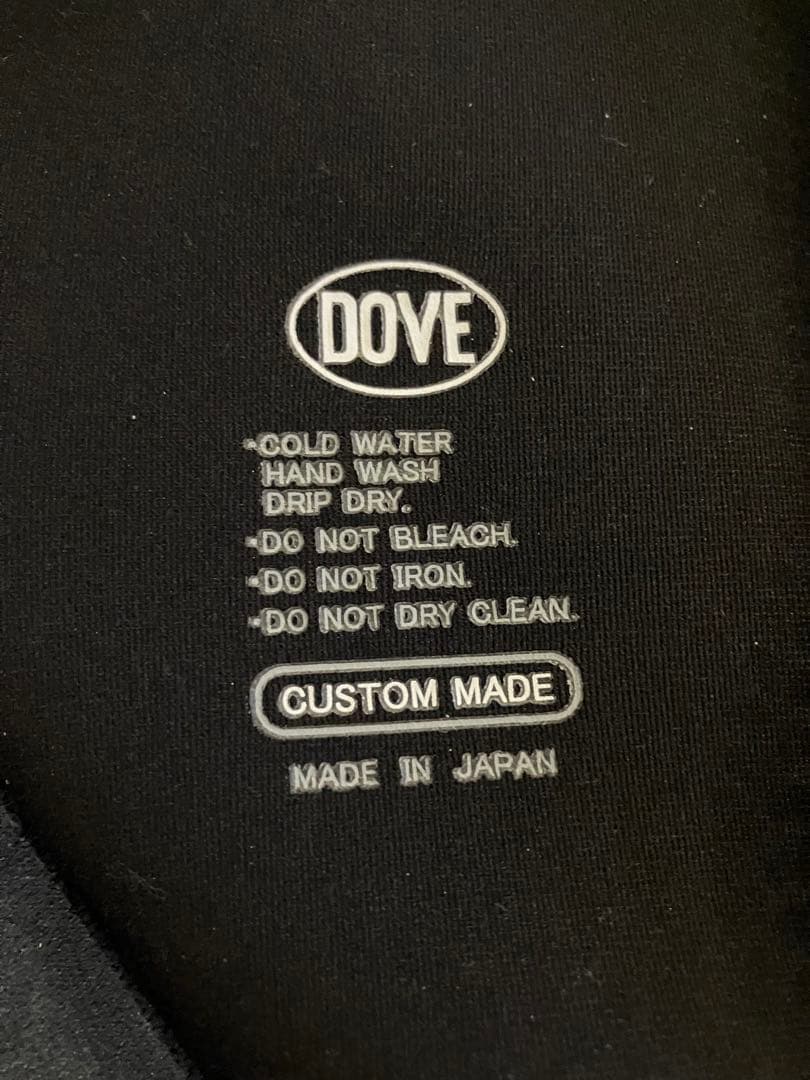 DOVE
•COLD WATER
HAND WASH
DRIP DRY.
•DO NOT BLEACH.
•DO NOT IRON.
•DO NOT DRY CLEAN.
CUSTOM MADE
MADE IN JAPAN